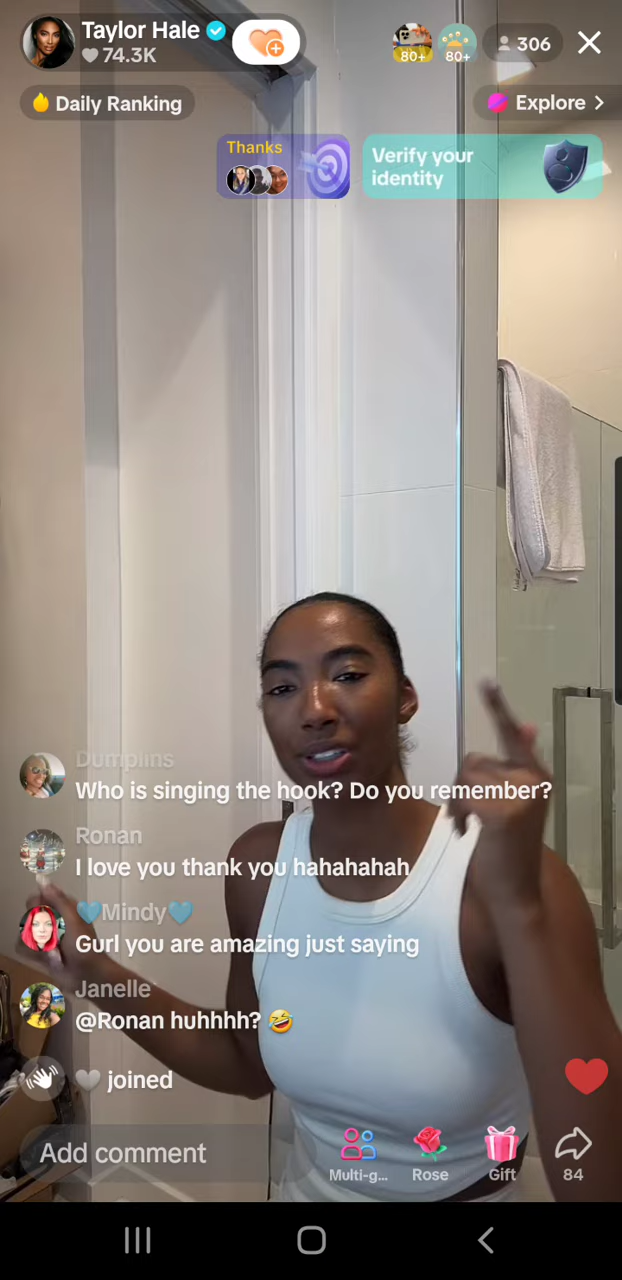 Taylor Hale
74.3K
80+
80+
306
Daily Ranking
Explore
Thanks
Verify your
identity
Dumplins
Who is singing the hook? Do you remember?
Ronan
I love you thank you hahahahah
🩵Mindy🩵
Gurl you are amazing just saying
Janelle
@Ronan huhhhh? 🤣
🩶 joined
Add comment
Multi-g...
Rose
Gift
84